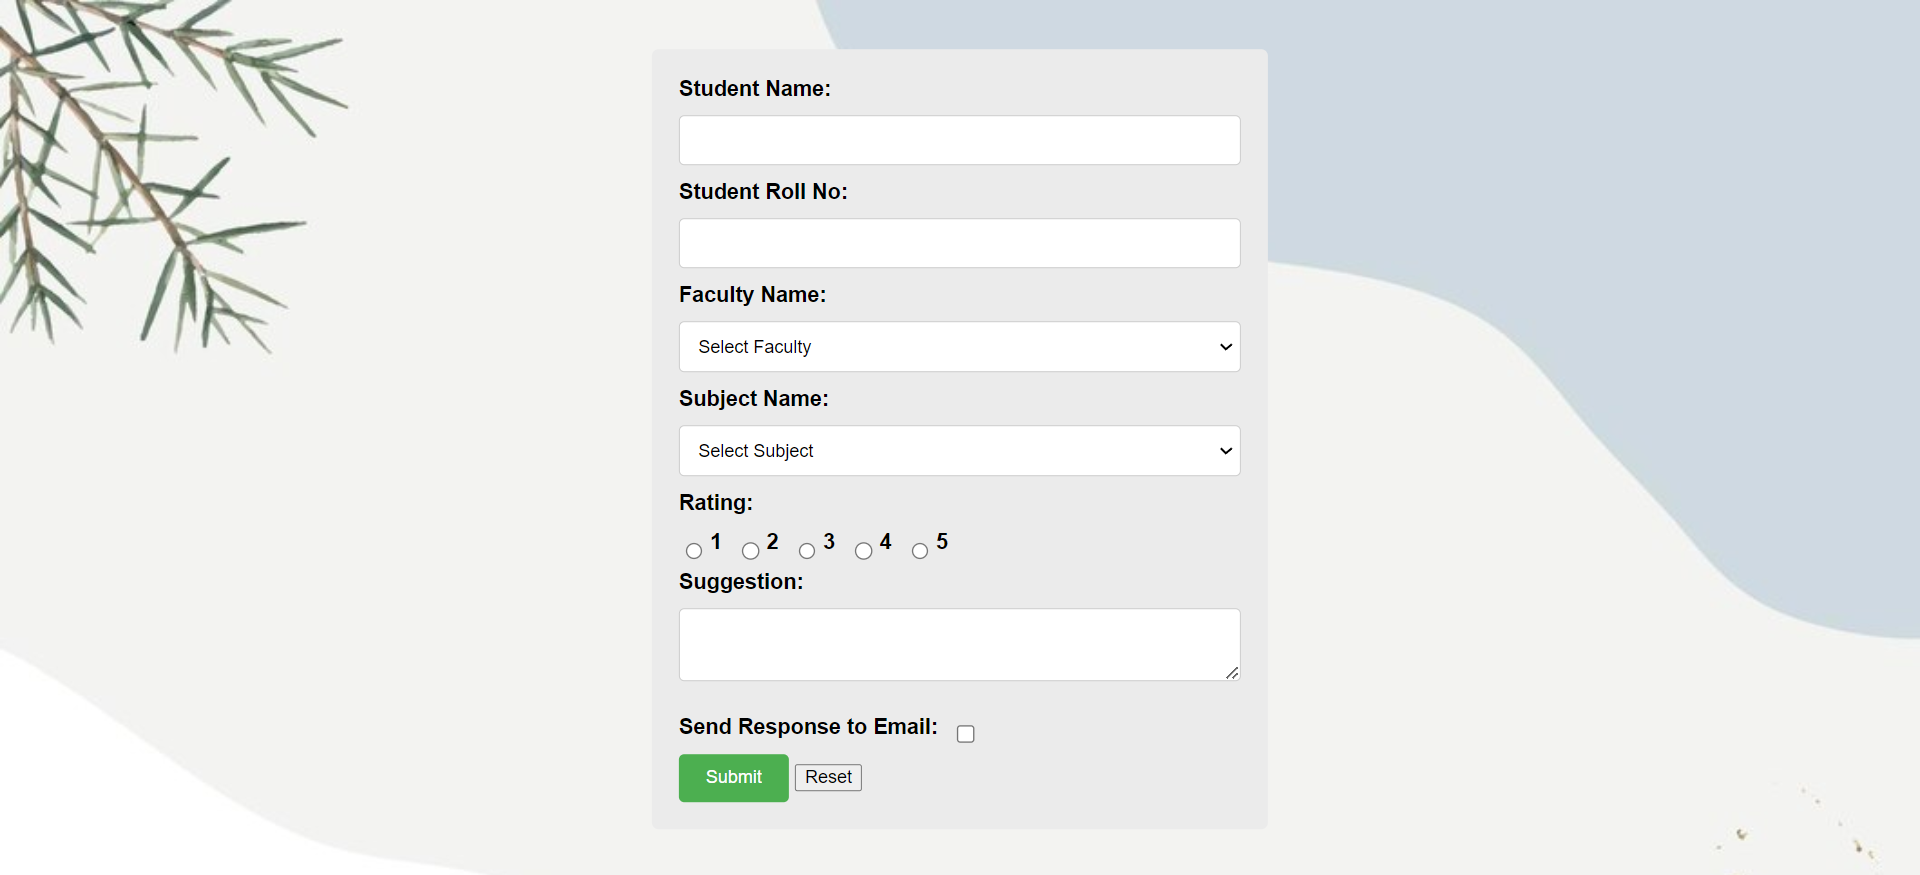 Student Name:
Student Roll No:
Faculty Name:
Select Faculty
Subject Name:
Select Subject
Rating:
1 2 3 4 5
Suggestion:
Send Response to Email:
Submit Reset